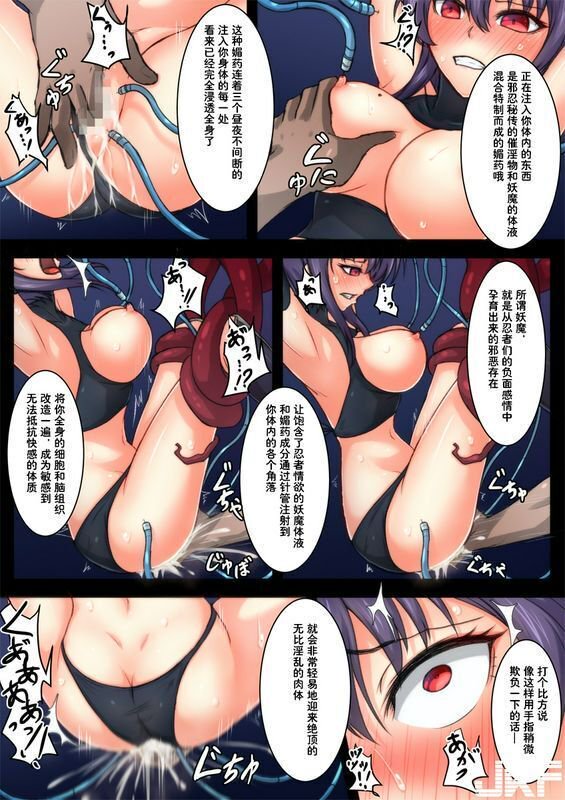 正在注入你体内的东西
是邪忍秘传的催淫物和妖魔的体液
混合特制而成的媚药哦
这种媚药连着三个昼夜不间断的
注入你身体的每一处
看来已经完全浸透全身了
所谓妖魔，
就是从忍者们的负面感情中
孕育出来的邪恶存在
让饱含了忍者情欲的妖魔体液
和媚药成分通过针管注射到
你体内的各个角落
ぐちゃ
ぐぢゅ
将你全身的细胞和脑组织
改造一遍，成为敏感到
无法抵抗快感的体质
ぐちゃ
じゅぽ
打个比方说
像这样用手指稍微
欺负一下的话—
就会非常轻易地迎来绝顶的
无比淫乱的肉体
ぐぢゅ
JKF